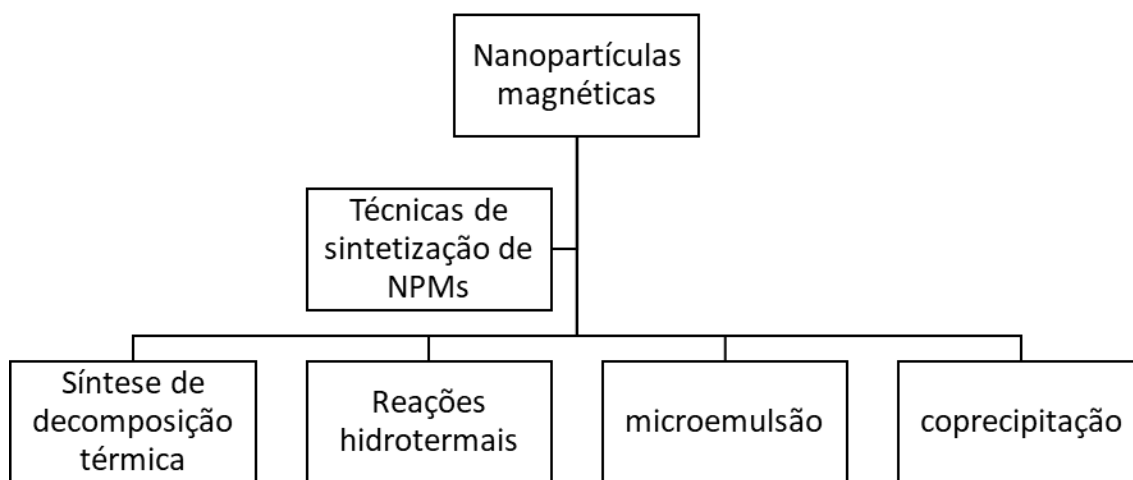 Nanopartículas
magnéticas
Técnicas de
sintetização de
NPMs
Síntese de
decomposição
térmica
Reações
hidrotermais
microemulsão
coprecipitação